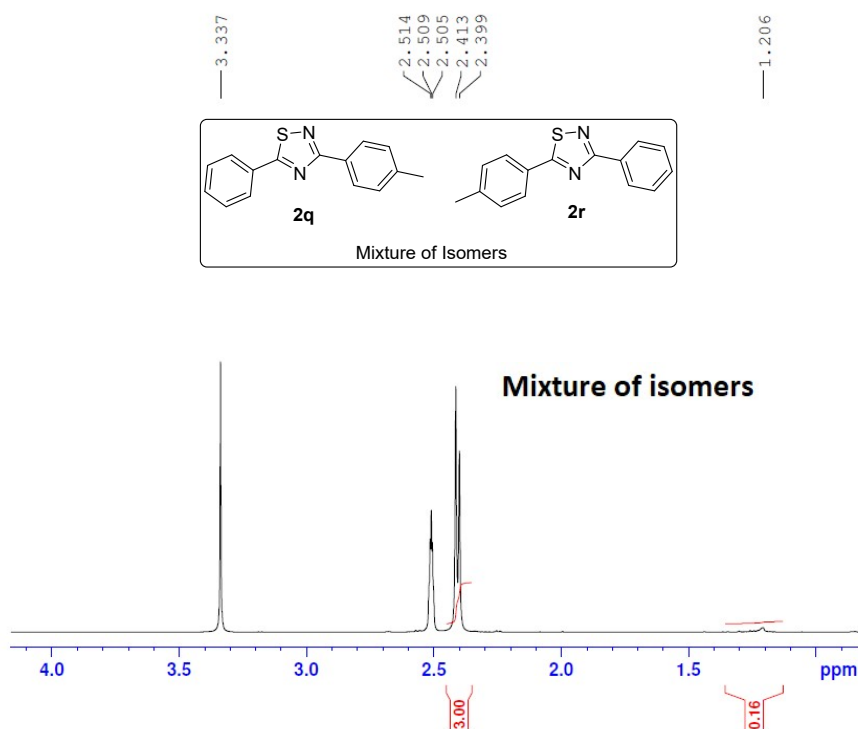 3.337
2.514
2.509
2.505
2.413
2.399
1.206
S N
N
2q
S N
N
2r
Mixture of Isomers
Mixture of isomers
4.0 3.5 3.0 2.5 2.0 1.5 ppm
3.00
0.16